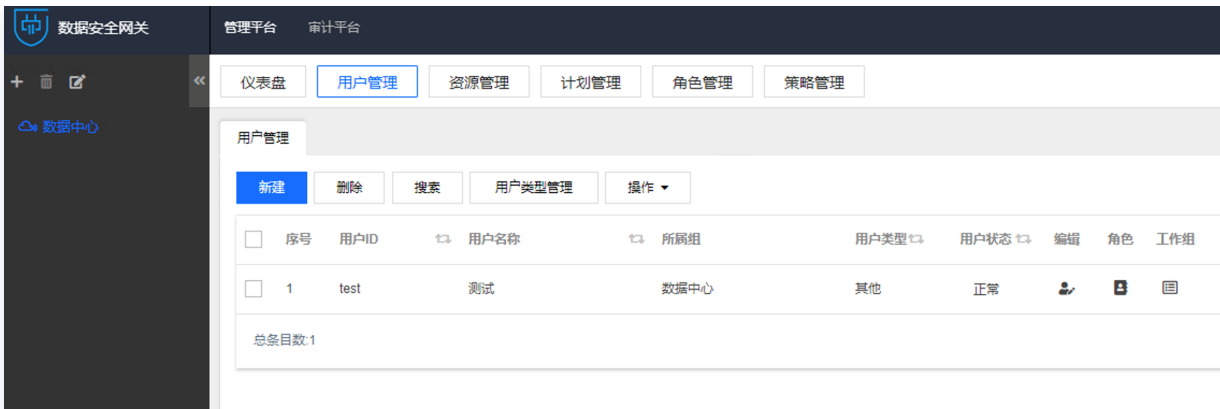 数据安全网关 管理平台 审计平台
仪表盘 用户管理 资源管理 计划管理 角色管理 策略管理
数据中心
用户管理
新建 删除 搜素 用户类型管理 操作
序号 用户ID 用户名称 所属组 用户类型 用户状态 编辑 角色 工作组
1 test 测试 数据中心 其他 正常
总条目数:1